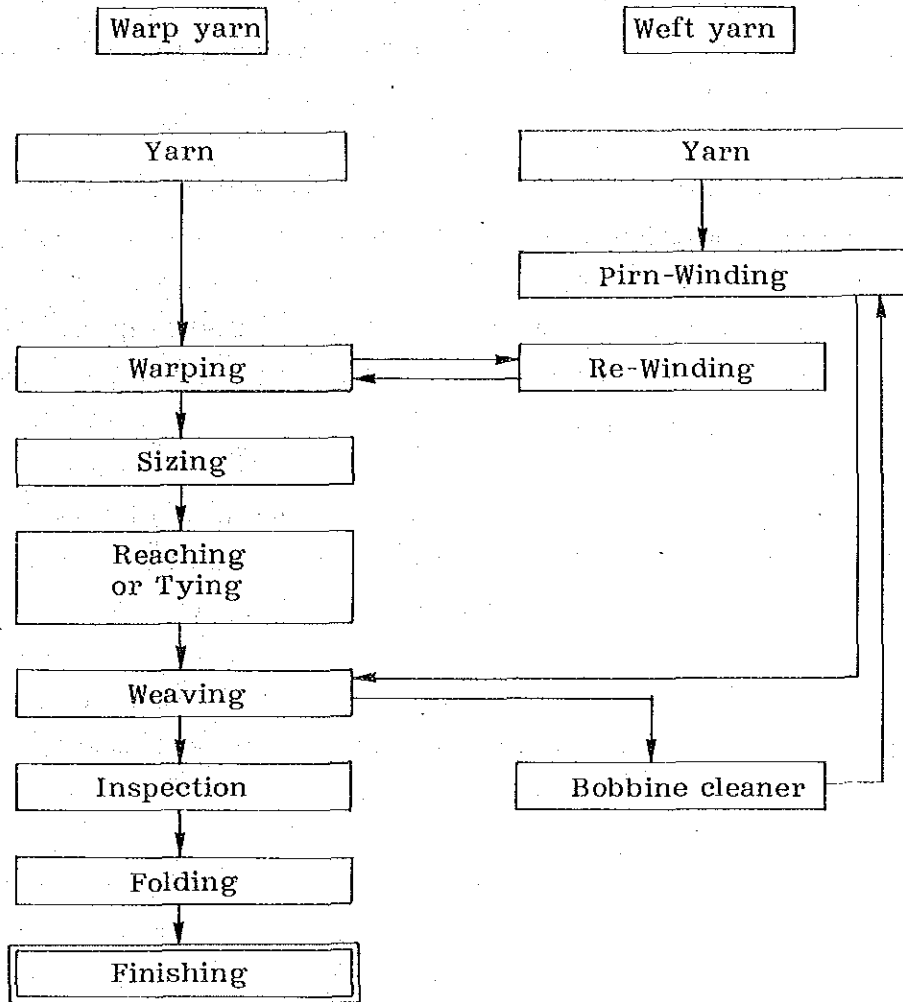 Warp yarn
Weft yarn
Yarn
Yarn
Pirn-Winding
Warping
Re-Winding
Sizing
Reaching
or Tying
Weaving
Inspection
Bobbine cleaner
Folding
Finishing